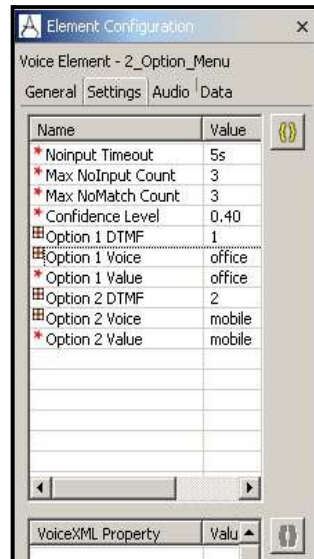 Element Configuration
Voice Element - 2_Option_Menu
General Settings Audio Data
Name Value
* Noinput Timeout 5s
* Max NoInput Count 3
* Max NoMatch Count 3
* Confidence Level 0.40
Option 1 DTMF 1
Option 1 Voice office
* Option 1 Value office
Option 2 DTMF 2
Option 2 Voice mobile
* Option 2 Value mobile
VoiceXML Property Valu